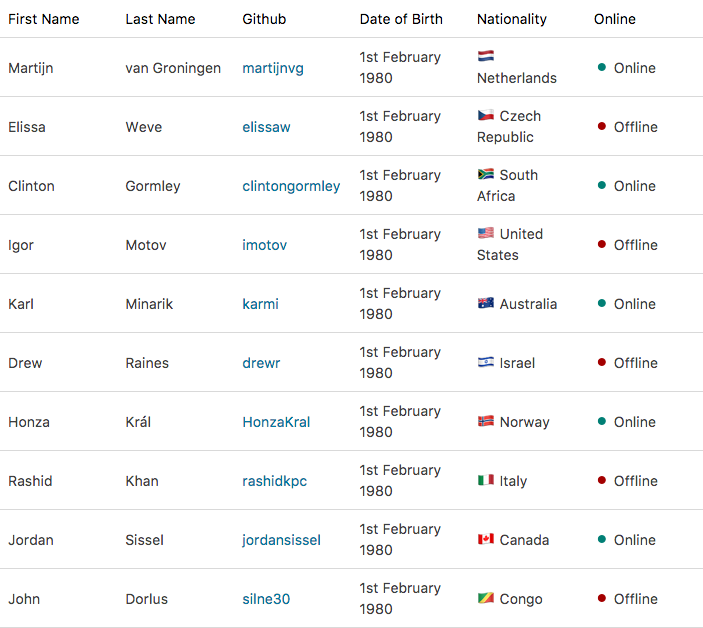 First Name Last Name Github Date of Birth Nationality Online
Martijn van Groningen martijnvg 1st February 1980 Netherlands Online
Elissa Weve elissaw 1st February 1980 Czech Republic Offline
Clinton Gormley clintongormley 1st February 1980 South Africa Online
Igor Motov imotov 1st February 1980 United States Offline
Karl Minarik karmi 1st February 1980 Australia Online
Drew Raines drewr 1st February 1980 Israel Offline
Honza Král HonzaKral 1st February 1980 Norway Online
Rashid Khan rashidkpc 1st February 1980 Italy Offline
Jordan Sissel jordansissel 1st February 1980 Canada Online
John Dorlus silne30 1st February 1980 Congo Offline